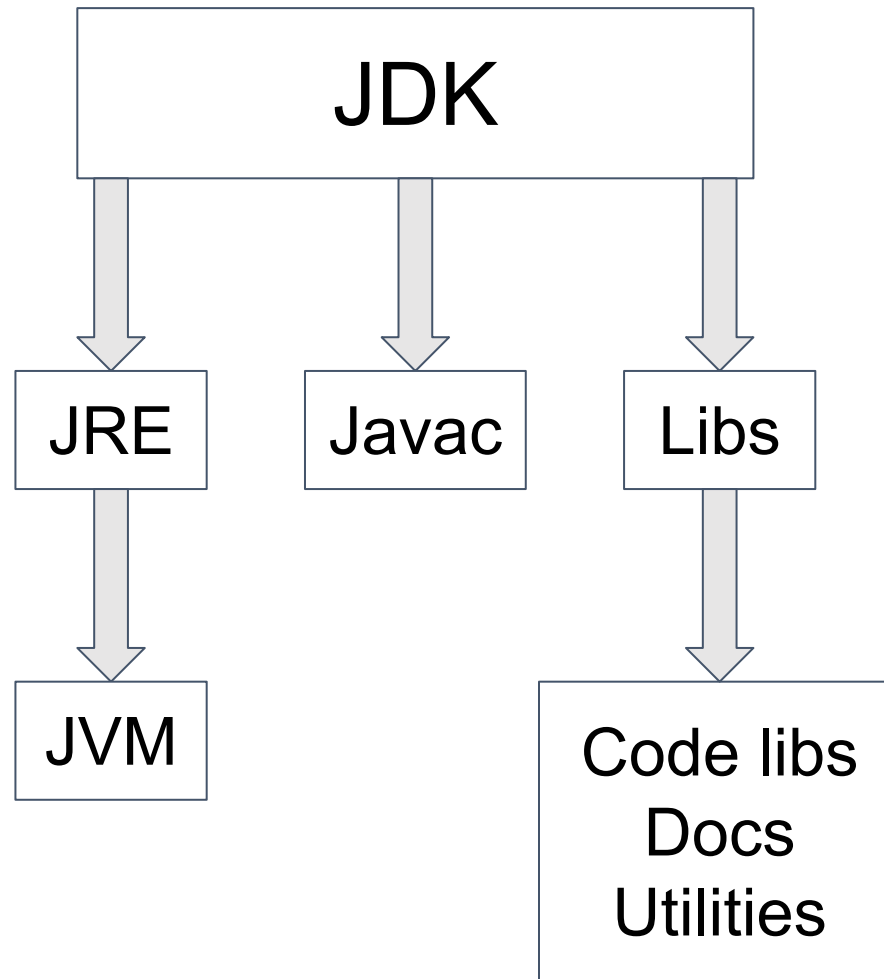 JDK
JRE
Javac
Libs
JVM
Code libs
Docs
Utilities